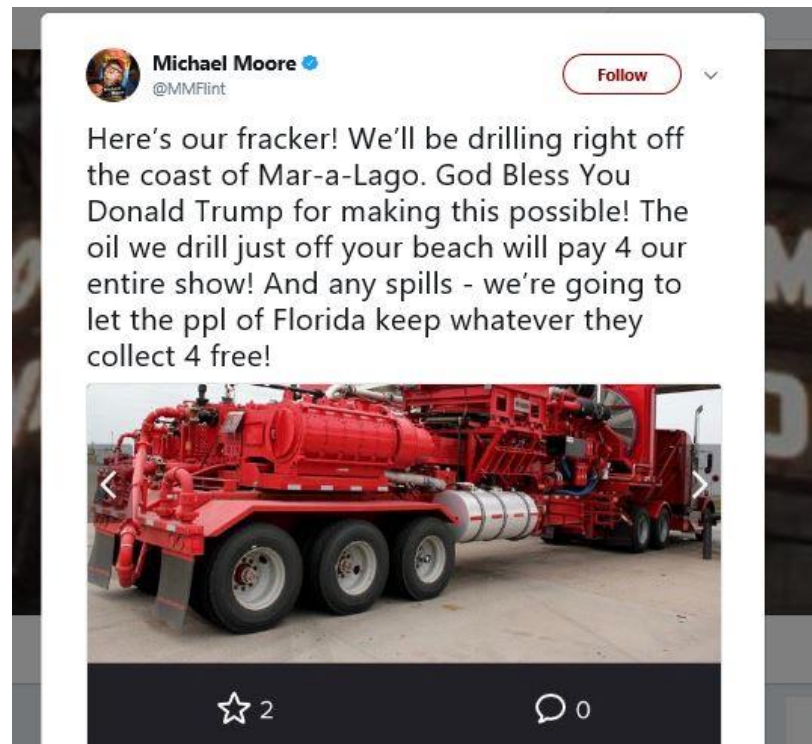 Michael Moore
@MMFlint
Follow
Here's our fracker! We'll be drilling right off
the coast of Mar-a-Lago. God Bless You
Donald Trump for making this possible! The
oil we drill just off your beach will pay 4 our
entire show! And any spills - we're going to
let the ppl of Florida keep whatever they
collect 4 free!
2
0